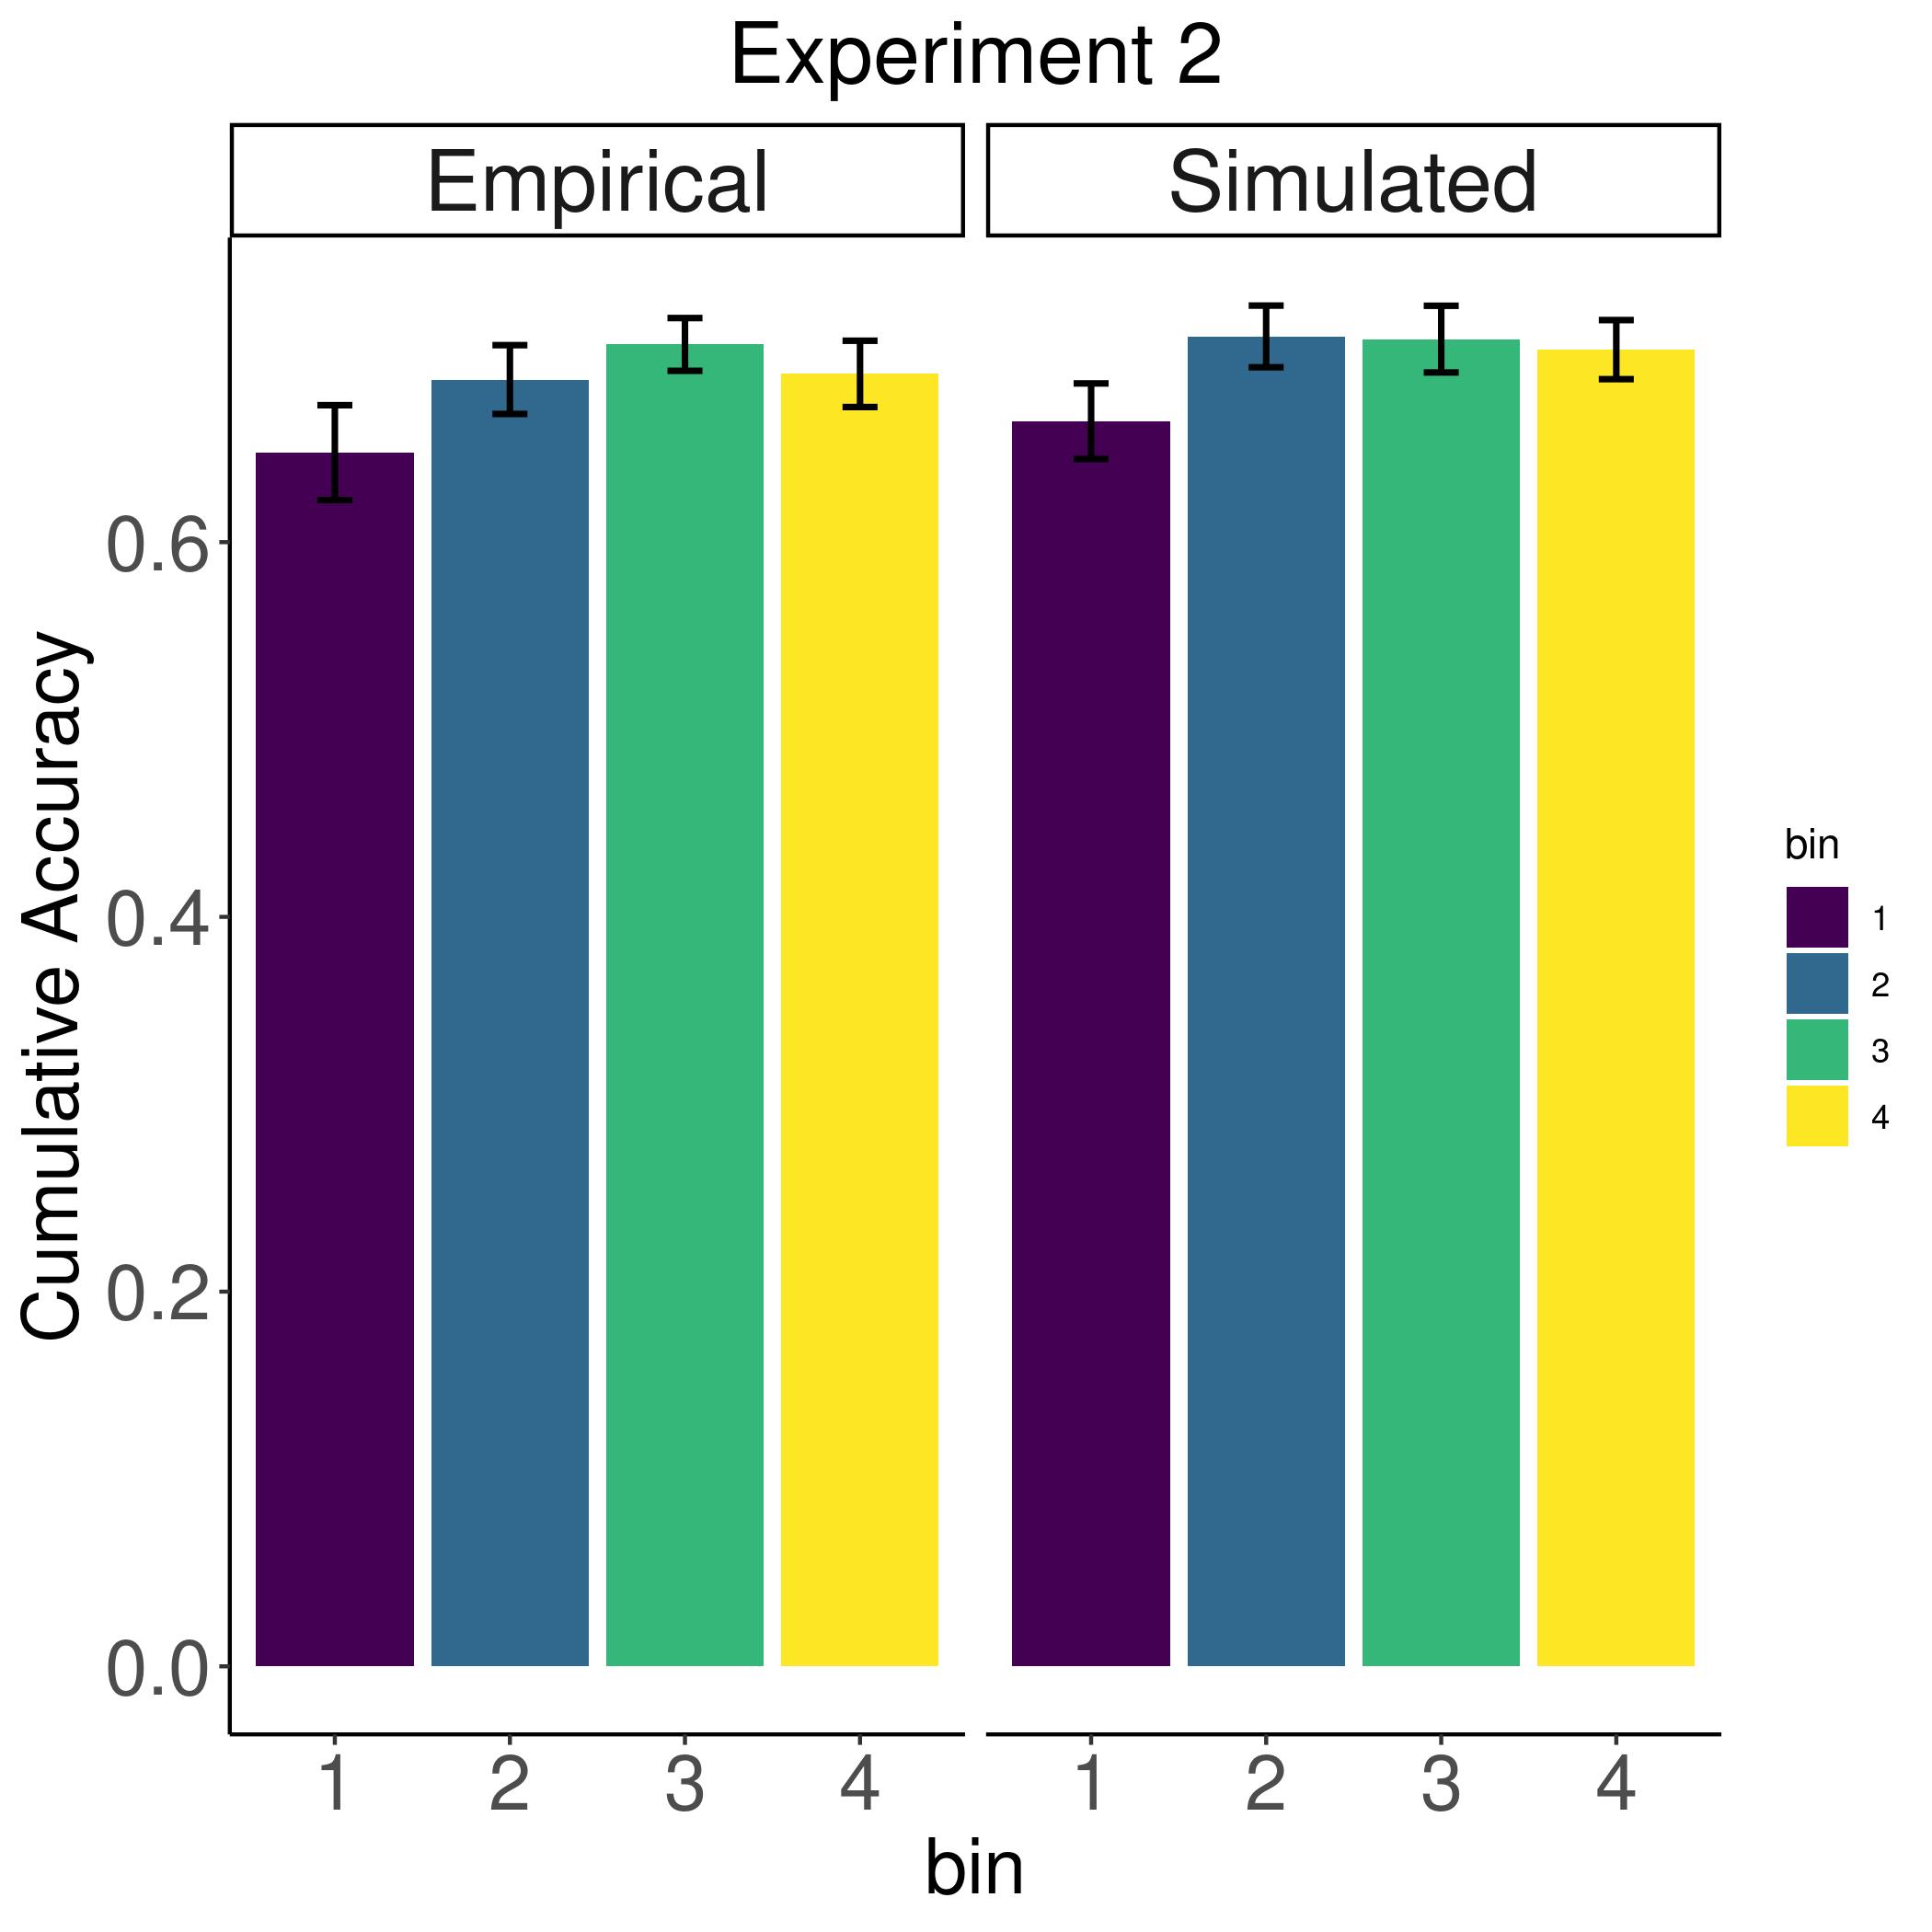 Experiment 2
Empirical
Simulated
Cumulative Accuracy
0.6
0.4
0.2
0.0
1 2 3 4
1 2 3 4
bin
bin
1
2
3
4